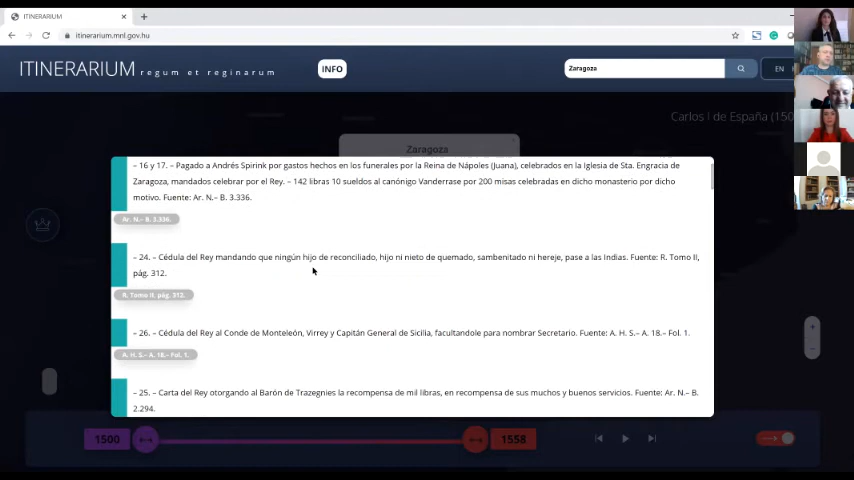 ITINERARIUM
itinerarium.mnl.gov.hu
ITINERARIUM regum et reginarum
INFO
Zaragoza
EN
Carlos I de España (150
Zaragoza
– 16 y 17. – Pagado a Andrés Spirink por gastos hechos en los funerales por la Reina de Nápoles (Juana), celebrados en la Iglesia de Sta. Engracia de
Zaragoza, mandados celebrar por el Rey. – 142 libras 10 sueldos al canónigo Vanderrase por 200 misas celebradas en dicho monasterio por dicho
motivo. Fuente: Ar. N.– B. 3.336.
Ar. N.– B. 3.336.
– 24. – Cédula del Rey mandando que ningún hijo de reconciliado, hijo ni nieto de quemado, sambenitado ni hereje, pase a las Indias. Fuente: R. Tomo II,
pág. 312.
R. Tomo II. pág. 312.
– 26. – Cédula del Rey al Conde de Monteleón, Virrey y Capitán General de Sicilia, facultandole para nombrar Secretario. Fuente: A. H. S.– A. 18.– Fol. 1.
A. H. S.– A. 18.– Fol. 1.
– 25. – Carta del Rey otorgando al Barón de Trazegnies la recompensa de mil libras, en recompensa de sus muchos y buenos servicios. Fuente: Ar. N.– B.
2.294.
1500
1558